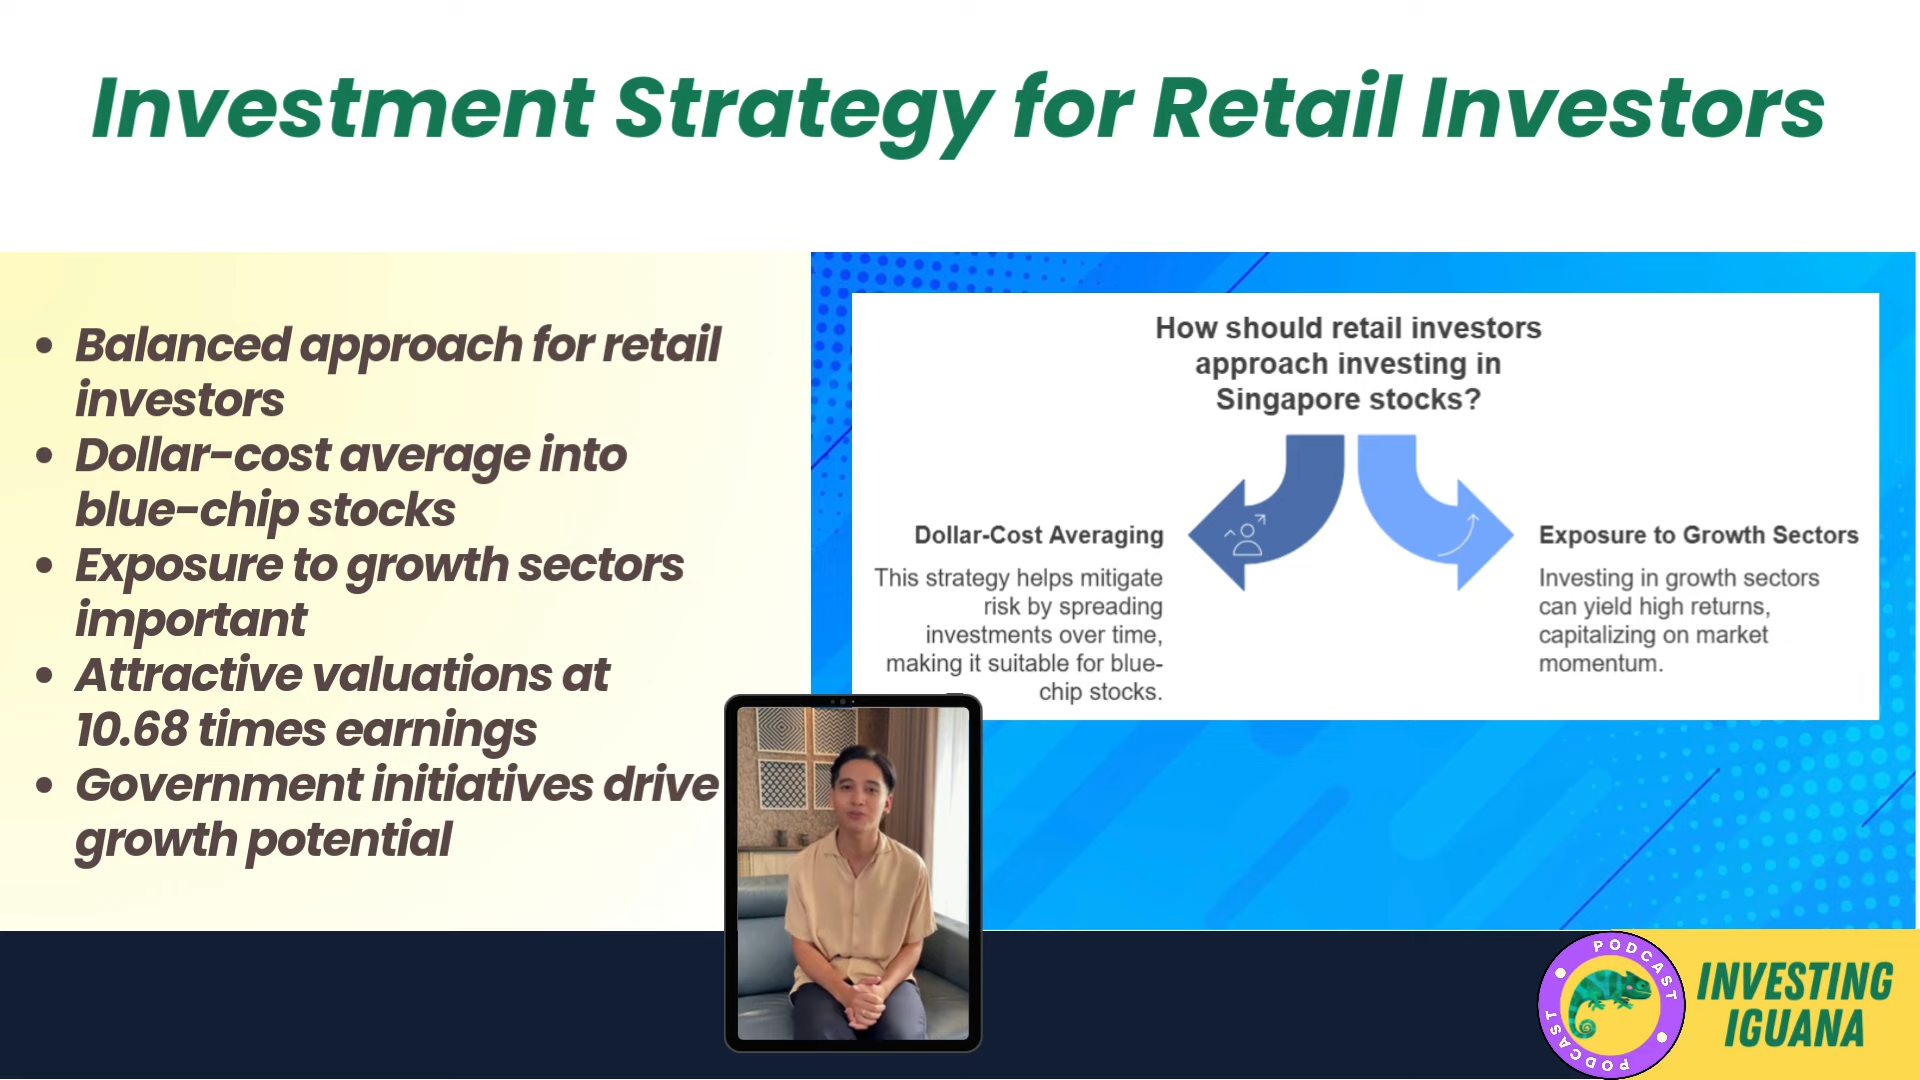 Investment Strategy for Retail Investors
• Balanced approach for retail
investors
• Dollar-cost average into
blue-chip stocks
• Exposure to growth sectors
important
• Attractive valuations at
10.68 times earnings
• Government initiatives drive
growth potential
How should retail investors
approach investing in
Singapore stocks?
Dollar-Cost Averaging
This strategy helps mitigate
risk by spreading
investments over time,
making it suitable for blue-
chip stocks.
Exposure to Growth Sectors
Investing in growth sectors
can yield high returns,
capitalizing on market
momentum.
PODCAST
PODCAST
INVESTING
IGUANA